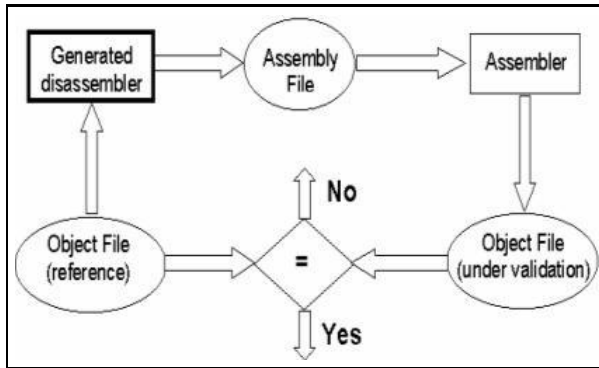 Generated
disassembler
Assembly
File
Assembler
No
Object File
(reference)
=
Object File
(under validation)
Yes